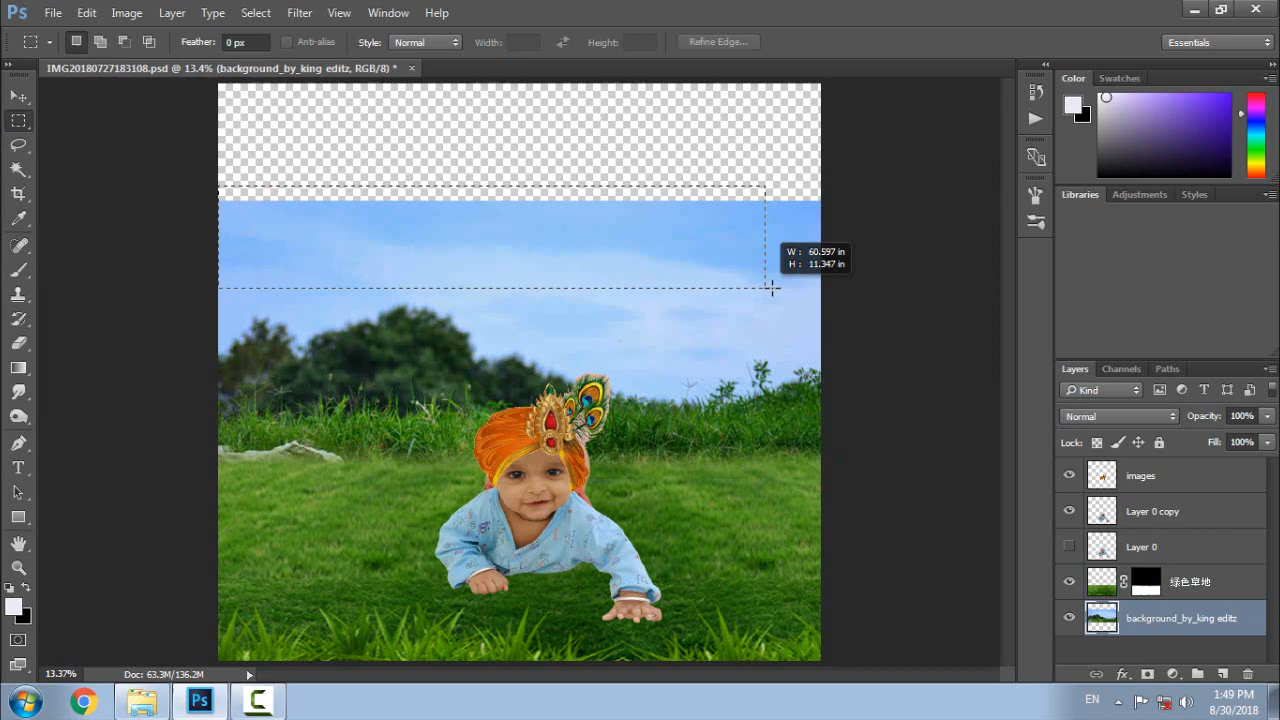 Ps File Edit Image Layer Type Select Filter View Window Help
Feather: 0 px Anti-alias Style: Normal Width: Height: Refine Edge... Essentials
IMG20180727183108.psd @ 13.4% (background_by_king editz, RGB/8) * ×
Color Swatches
Libraries Adjustments Styles
W: 60.597 in
H: 11.347 in
Layers Channels Paths
Kind
Normal Opacity: 100%
Lock: Fill: 100%
images
Layer 0 copy
Layer 0
绿色草地
background_by_king editz
13.37% Doc: 63.3M/136.2M
fx
Ps C EN 1:49 PM
8/30/2018